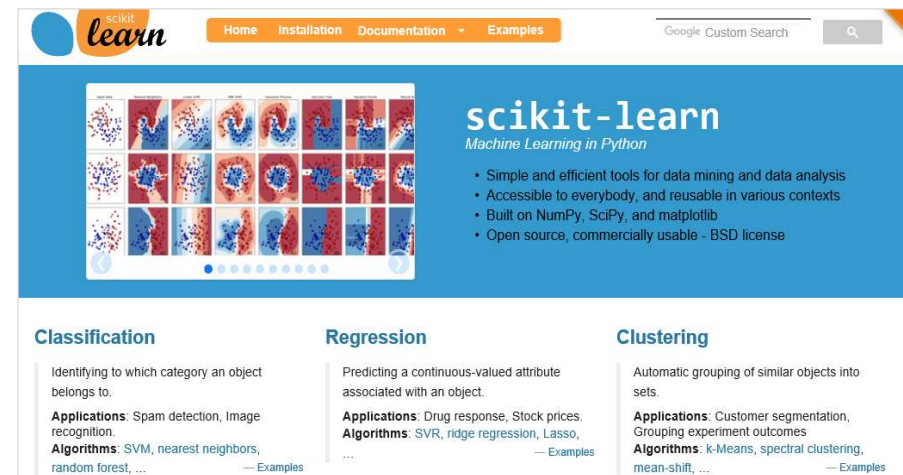 scikit
learn
Home Installation Documentation Examples
Google Custom Search
scikit-learn
Machine Learning in Python
• Simple and efficient tools for data mining and data analysis
• Accessible to everybody, and reusable in various contexts
• Built on NumPy, SciPy, and matplotlib
• Open source, commercially usable - BSD license
Classification
Identifying to which category an object
belongs to.
Applications: Spam detection, Image
recognition.
Algorithms: SVM, nearest neighbors,
random forest, ... — Examples
Regression
Predicting a continuous-valued attribute
associated with an object.
Applications: Drug response, Stock prices.
Algorithms: SVR, ridge regression, Lasso,
... — Examples
Clustering
Automatic grouping of similar objects into
sets.
Applications: Customer segmentation,
Grouping experiment outcomes
Algorithms: k-Means, spectral clustering,
mean-shift, ... — Examples